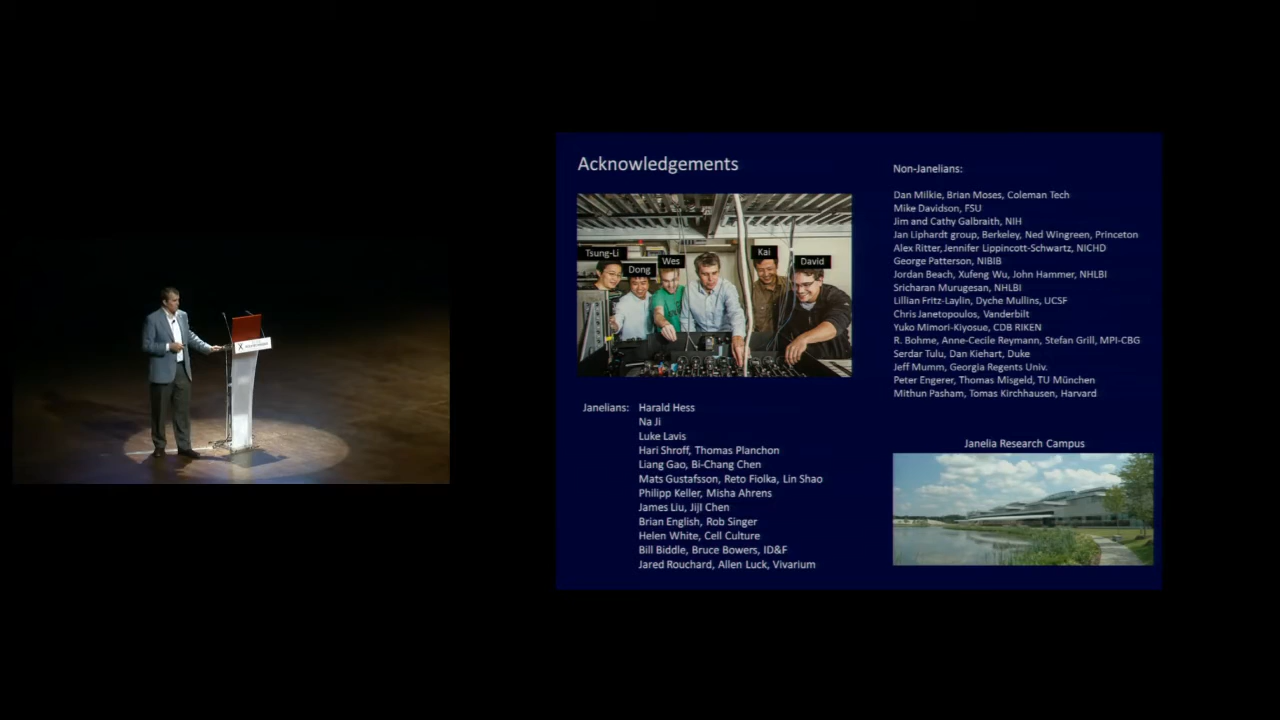 Acknowledgements
Tsung-Li
Dong
Wes
Kai
David
Janelians: Harald Hess
Na Ji
Luke Lavis
Hari Shroff, Thomas Planchon
Liang Gao, Bi-Chang Chen
Mats Gustafsson, Reto Fiolka, Lin Shao
Philipp Keller, Misha Ahrens
James Liu, JiJI Chen
Brian English, Rob Singer
Helen White, Cell Culture
Bill Biddle, Bruce Bowers, ID&F
Jared Rouchard, Allen Luck, Vivarium
Non-Janelians:
Dan Milkie, Brian Moses, Coleman Tech
Mike Davidson, FSU
Jim and Cathy Galbraith, NIH
Jan Liphardt group, Berkeley, Ned Wingreen, Princeton
Alex Ritter, Jennifer Lippincott-Schwartz, NICHD
George Patterson, NIBIB
Jordan Beach, Xufeng Wu, John Hammer, NHLBI
Sricharan Murugesan, NHLBI
Lillian Fritz-Laylin, Dyche Mullins, UCSF
Chris Janetopoulos, Vanderbilt
Yuko Mimori-Kiyosue, CDB RIKEN
R. Bohme, Anne-Cecile Reymann, Stefan Grill, MPI-CBG
Serdar Tulu, Dan Kiehart, Duke
Jeff Mumm, Georgia Regents Univ.
Peter Engerer, Thomas Misgeld, TU München
Mithun Pasham, Tomas Kirchhausen, Harvard
Janelia Research Campus